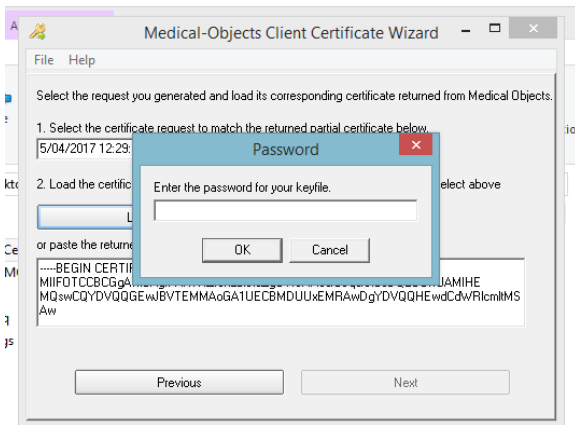 Medical-Objects Client Certificate Wizard
File Help
Select the request you generated and load its corresponding certificate returned from Medical Objects.
1. Select the certificate request to match the returned partial certificate below.
5/04/2017 12:29:
Password
2. Load the certific
Enter the password for your keyfile.
elect above
L
OK
Cancel
or paste the returne
-----BEGIN CERTIF
MIIFOTCCBCGgA
JAMIHE
MQswCQYDVQQGEwJBVTEMMAoGA1UECBMDUUxEMRAwDgYDVQQHEwdCdWRlcmltMS
Aw
Previous
Next